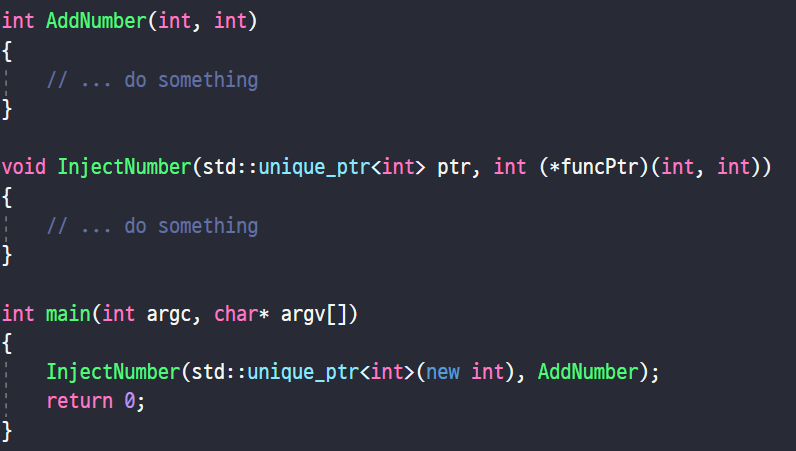 int AddNumber(int, int)
{
    // ... do something
}

void InjectNumber(std::unique_ptr<int> ptr, int (*funcPtr)(int, int))
{
    // ... do something
}

int main(int argc, char* argv[])
{
    InjectNumber(std::unique_ptr<int>(new int), AddNumber);
    return 0;
}